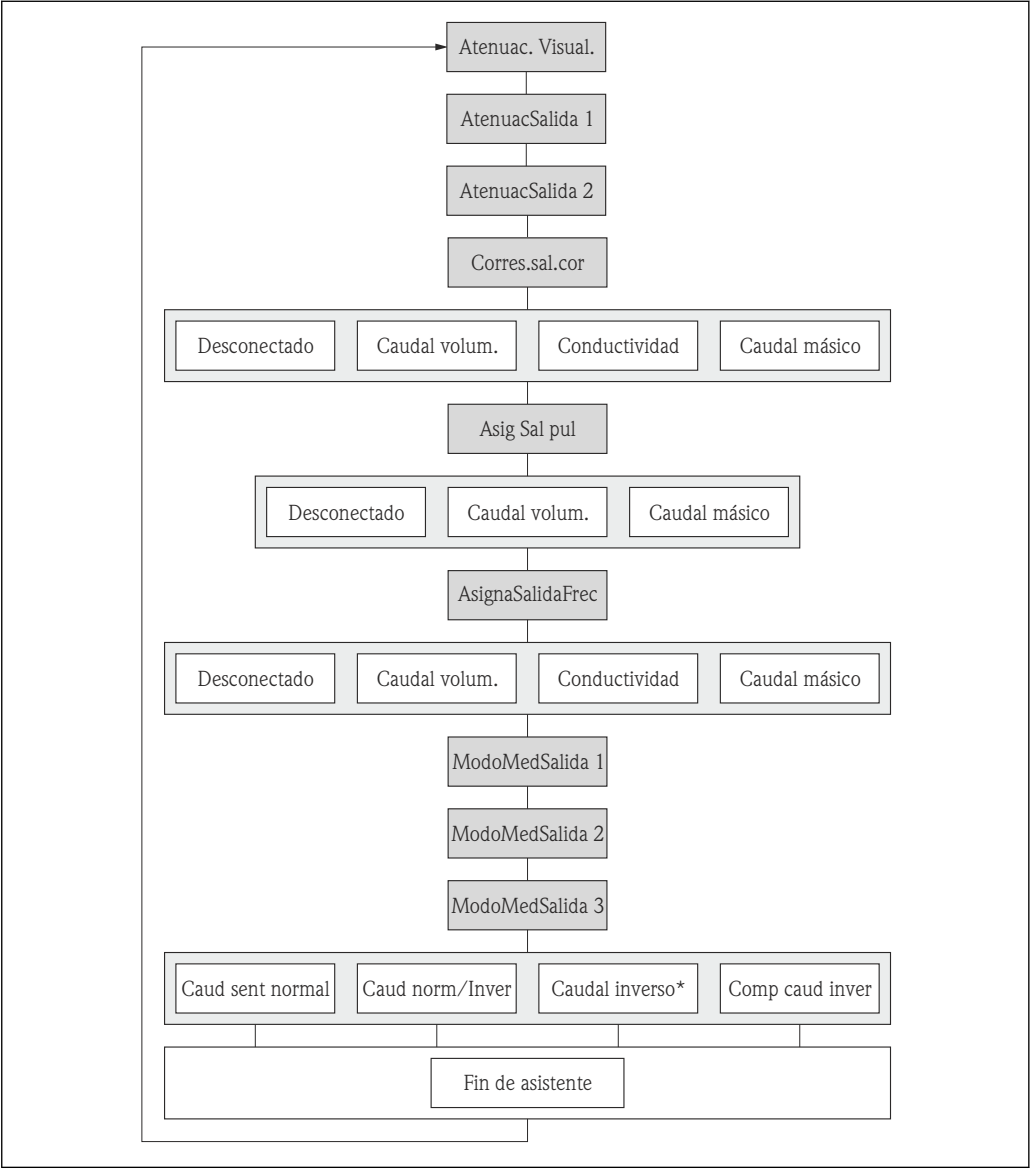 Atenuac. Visual.
AtenuacSalida 1
AtenuacSalida 2
Corres.sal.cor
Desconectado
Caudal volum.
Conductividad
Caudal másico
Asig Sal pul
Desconectado
Caudal volum.
Caudal másico
AsignaSalidaFrec
Desconectado
Caudal volum.
Conductividad
Caudal másico
ModoMedSalida 1
ModoMedSalida 2
ModoMedSalida 3
Caud sent normal
Caud norm/Inver
Caudal inverso*
Comp caud inver
Fin de asistente